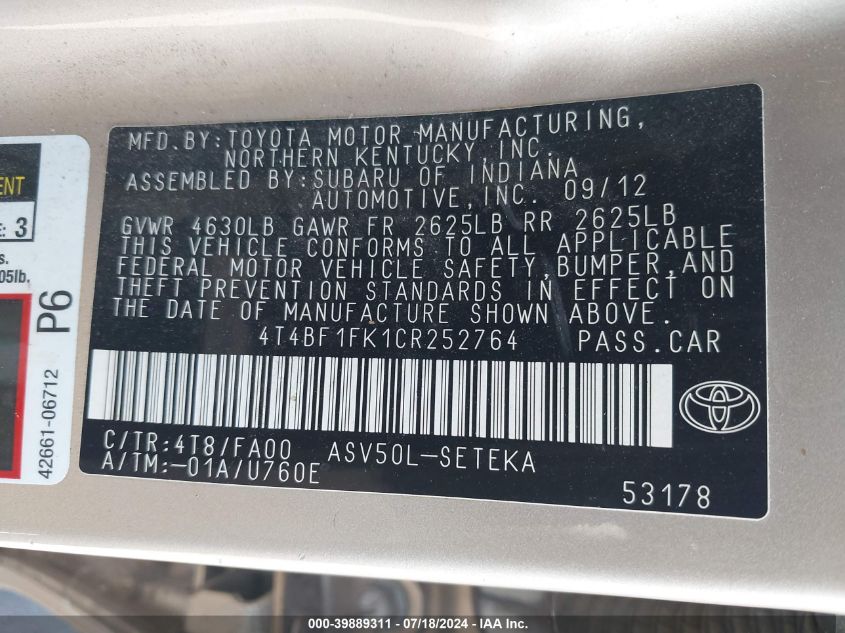 MFD.BY:TOYOTA MOTOR MANUFACTURING,
NORTHERN KENTUCKY,INC.
ASSEMBLED BY:SUBARU OF INDIANA
AUTOMOTIVE,INC. 09/12
GVWR 4630LB GAWR FR 2625LB RR 2625LB
THIS VEHICLE CONFORMS TO ALL APPLICABLE
FEDERAL MOTOR VEHICLE SAFETY,BUMPER,AND
THEFT PREVENTION STANDARDS IN EFFECT ON
THE DATE OF MANUFACTURE SHOWN ABOVE.
4T4BF1FK1CR252764 PASS.CAR
C/TR:4T8/FA00 ASV50L-SETEKA
A/TM:-01A/U760E
53178
3
05lb.
P6
42661-06712
000-39889311 - 07/18/2024 - IAA Inc.